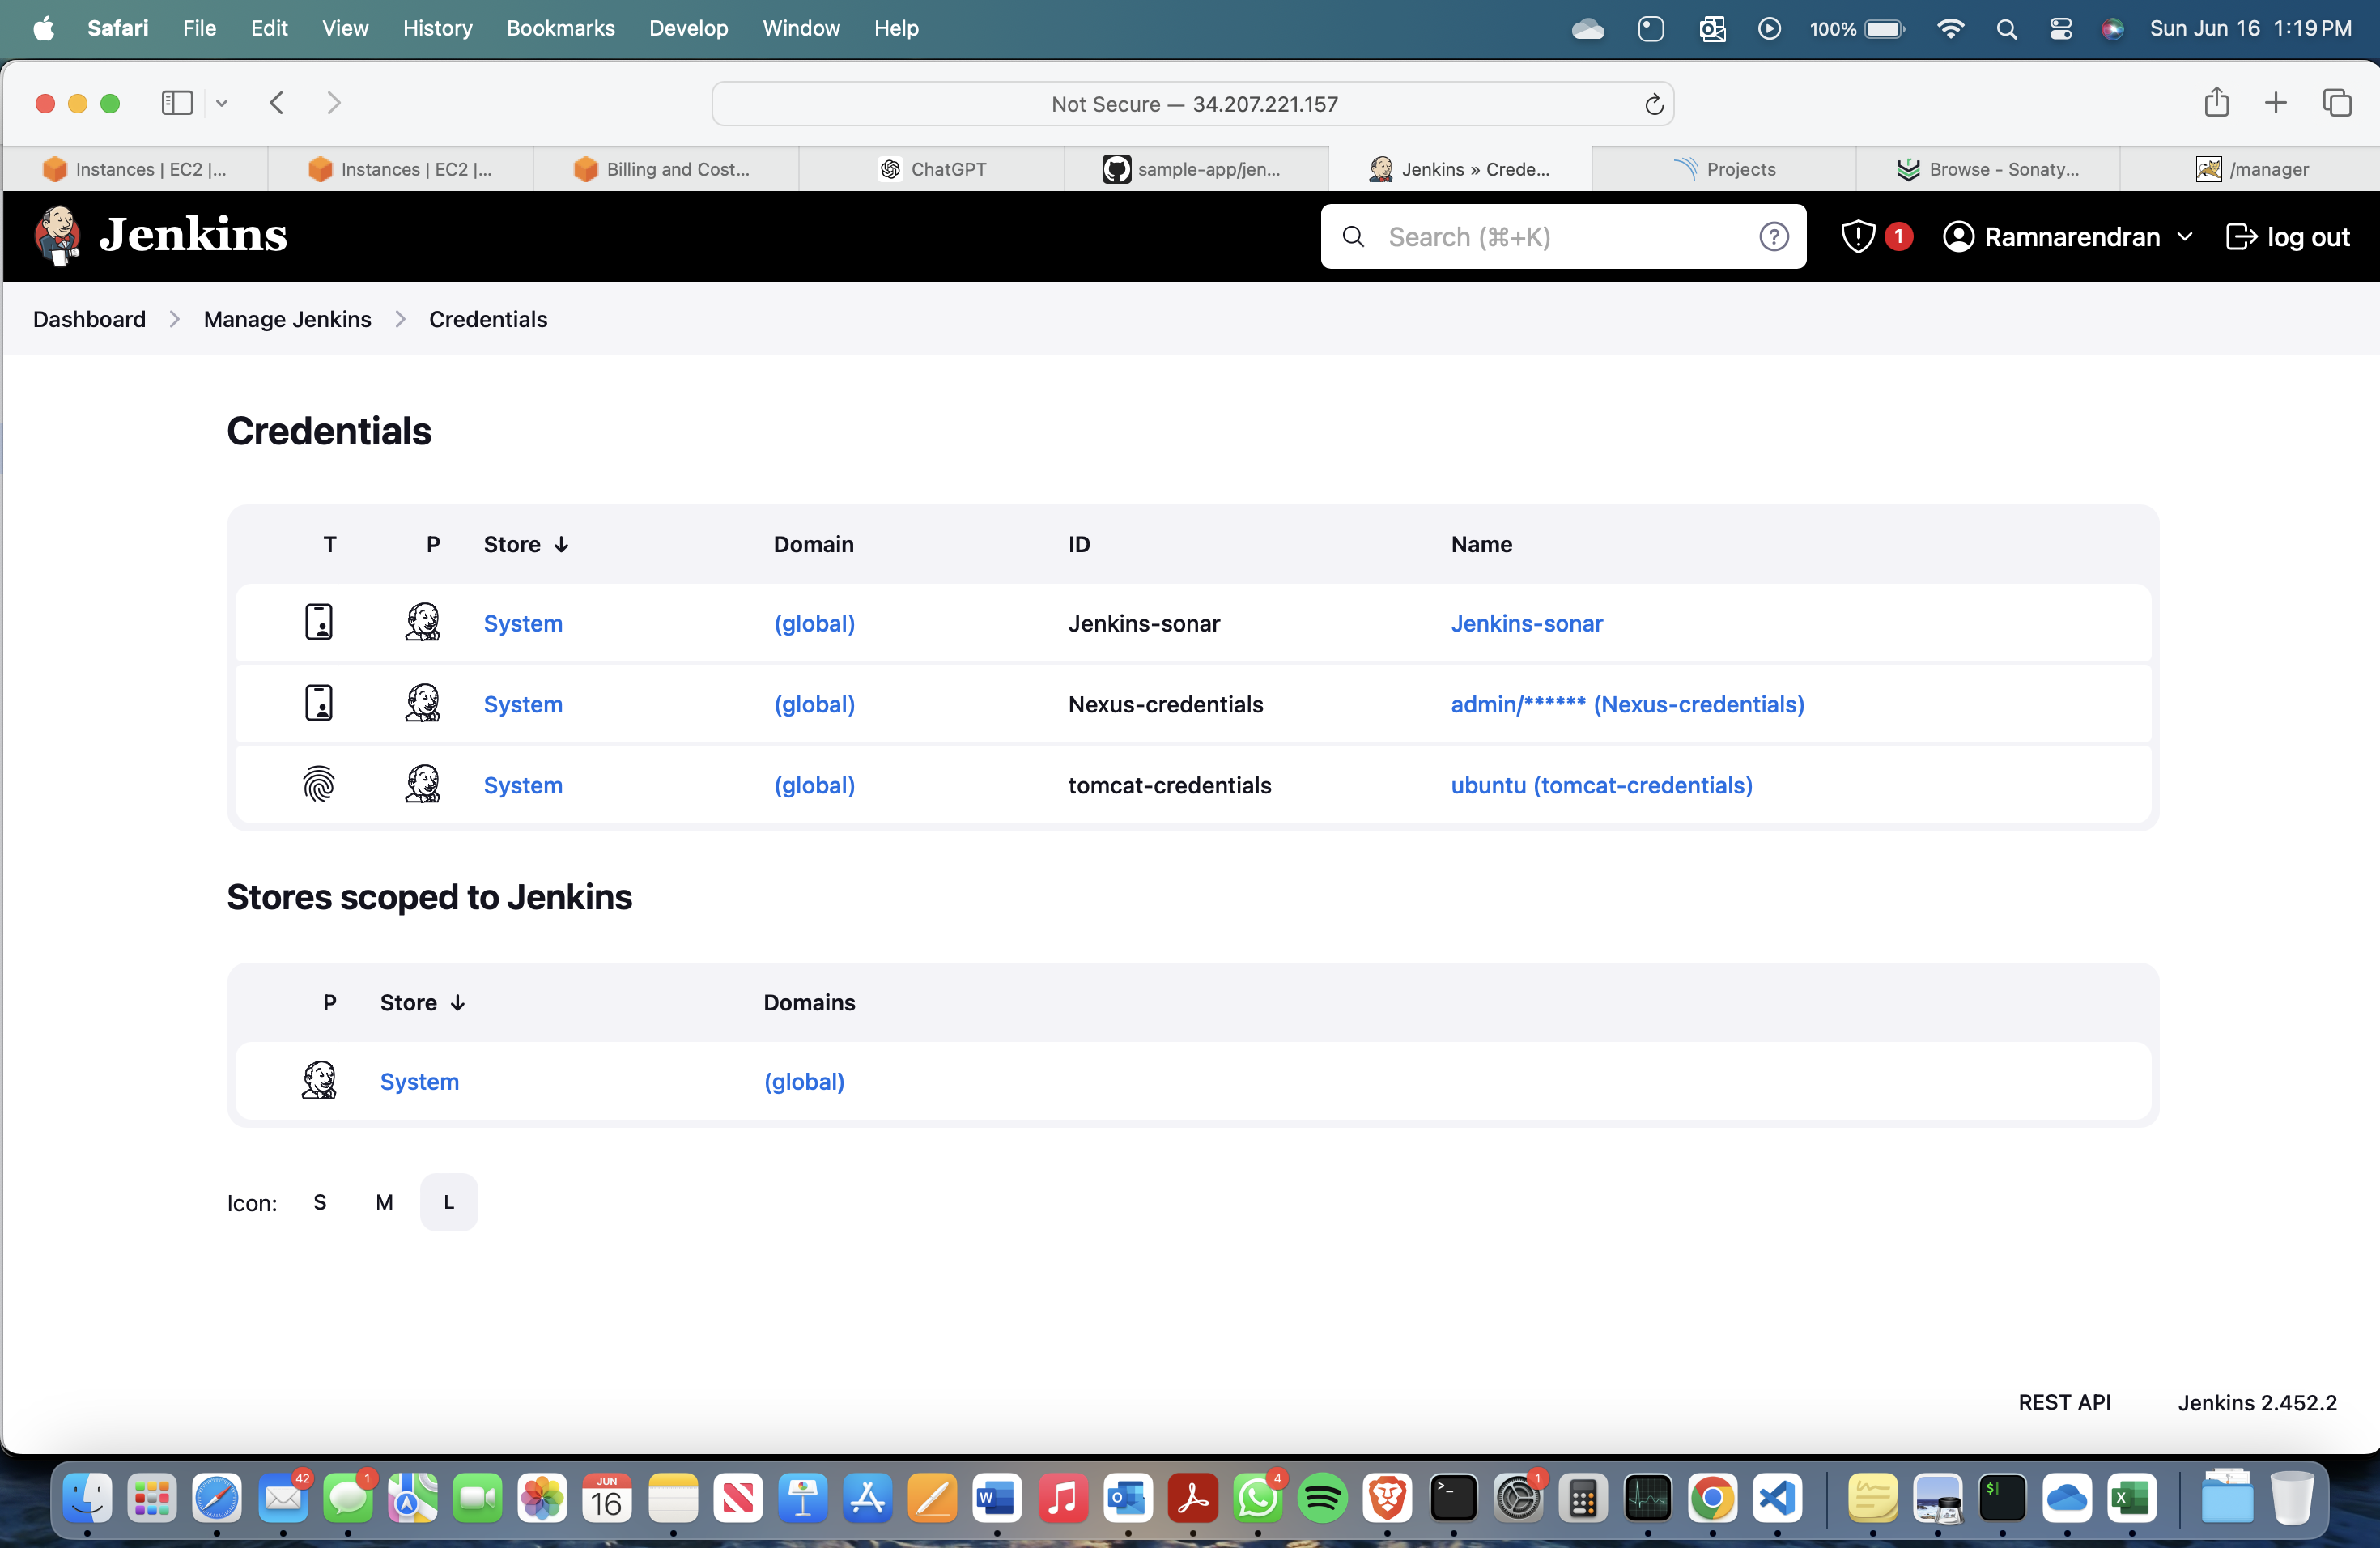 Safari File Edit View History Bookmarks Develop Window Help 100% Sun Jun 16 1:19 PM
Not Secure — 34.207.221.157
Instances | EC2 |... Instances | EC2 |... Billing and Cost... ChatGPT sample-app/jen... Jenkins » Crede... Projects Browse - Sonaty... /manager
Jenkins Search (⌘+K) ? 1 Ramnarendran log out
Dashboard Manage Jenkins Credentials
Credentials
T P Store ↓ Domain ID Name
System (global) Jenkins-sonar Jenkins-sonar
System (global) Nexus-credentials admin/****** (Nexus-credentials)
System (global) tomcat-credentials ubuntu (tomcat-credentials)
Stores scoped to Jenkins
P Store ↓ Domains
System (global)
Icon: S M L
REST API Jenkins 2.452.2
42 1 JUN 16 W O 4 >_ 1 $ X